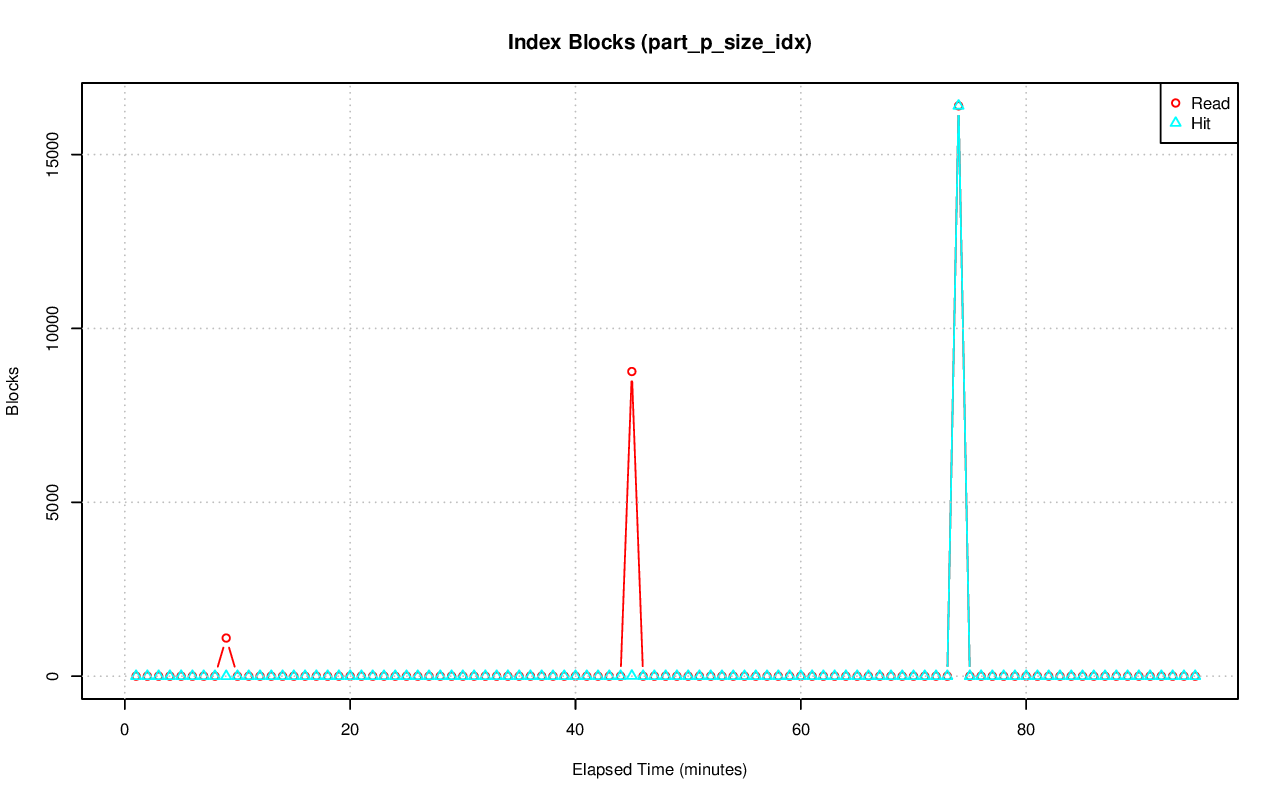 Index Blocks (part_p_size_idx)
Read
Hit
15000
10000
5000
0
Blocks
0 20 40 60 80
Elapsed Time (minutes)